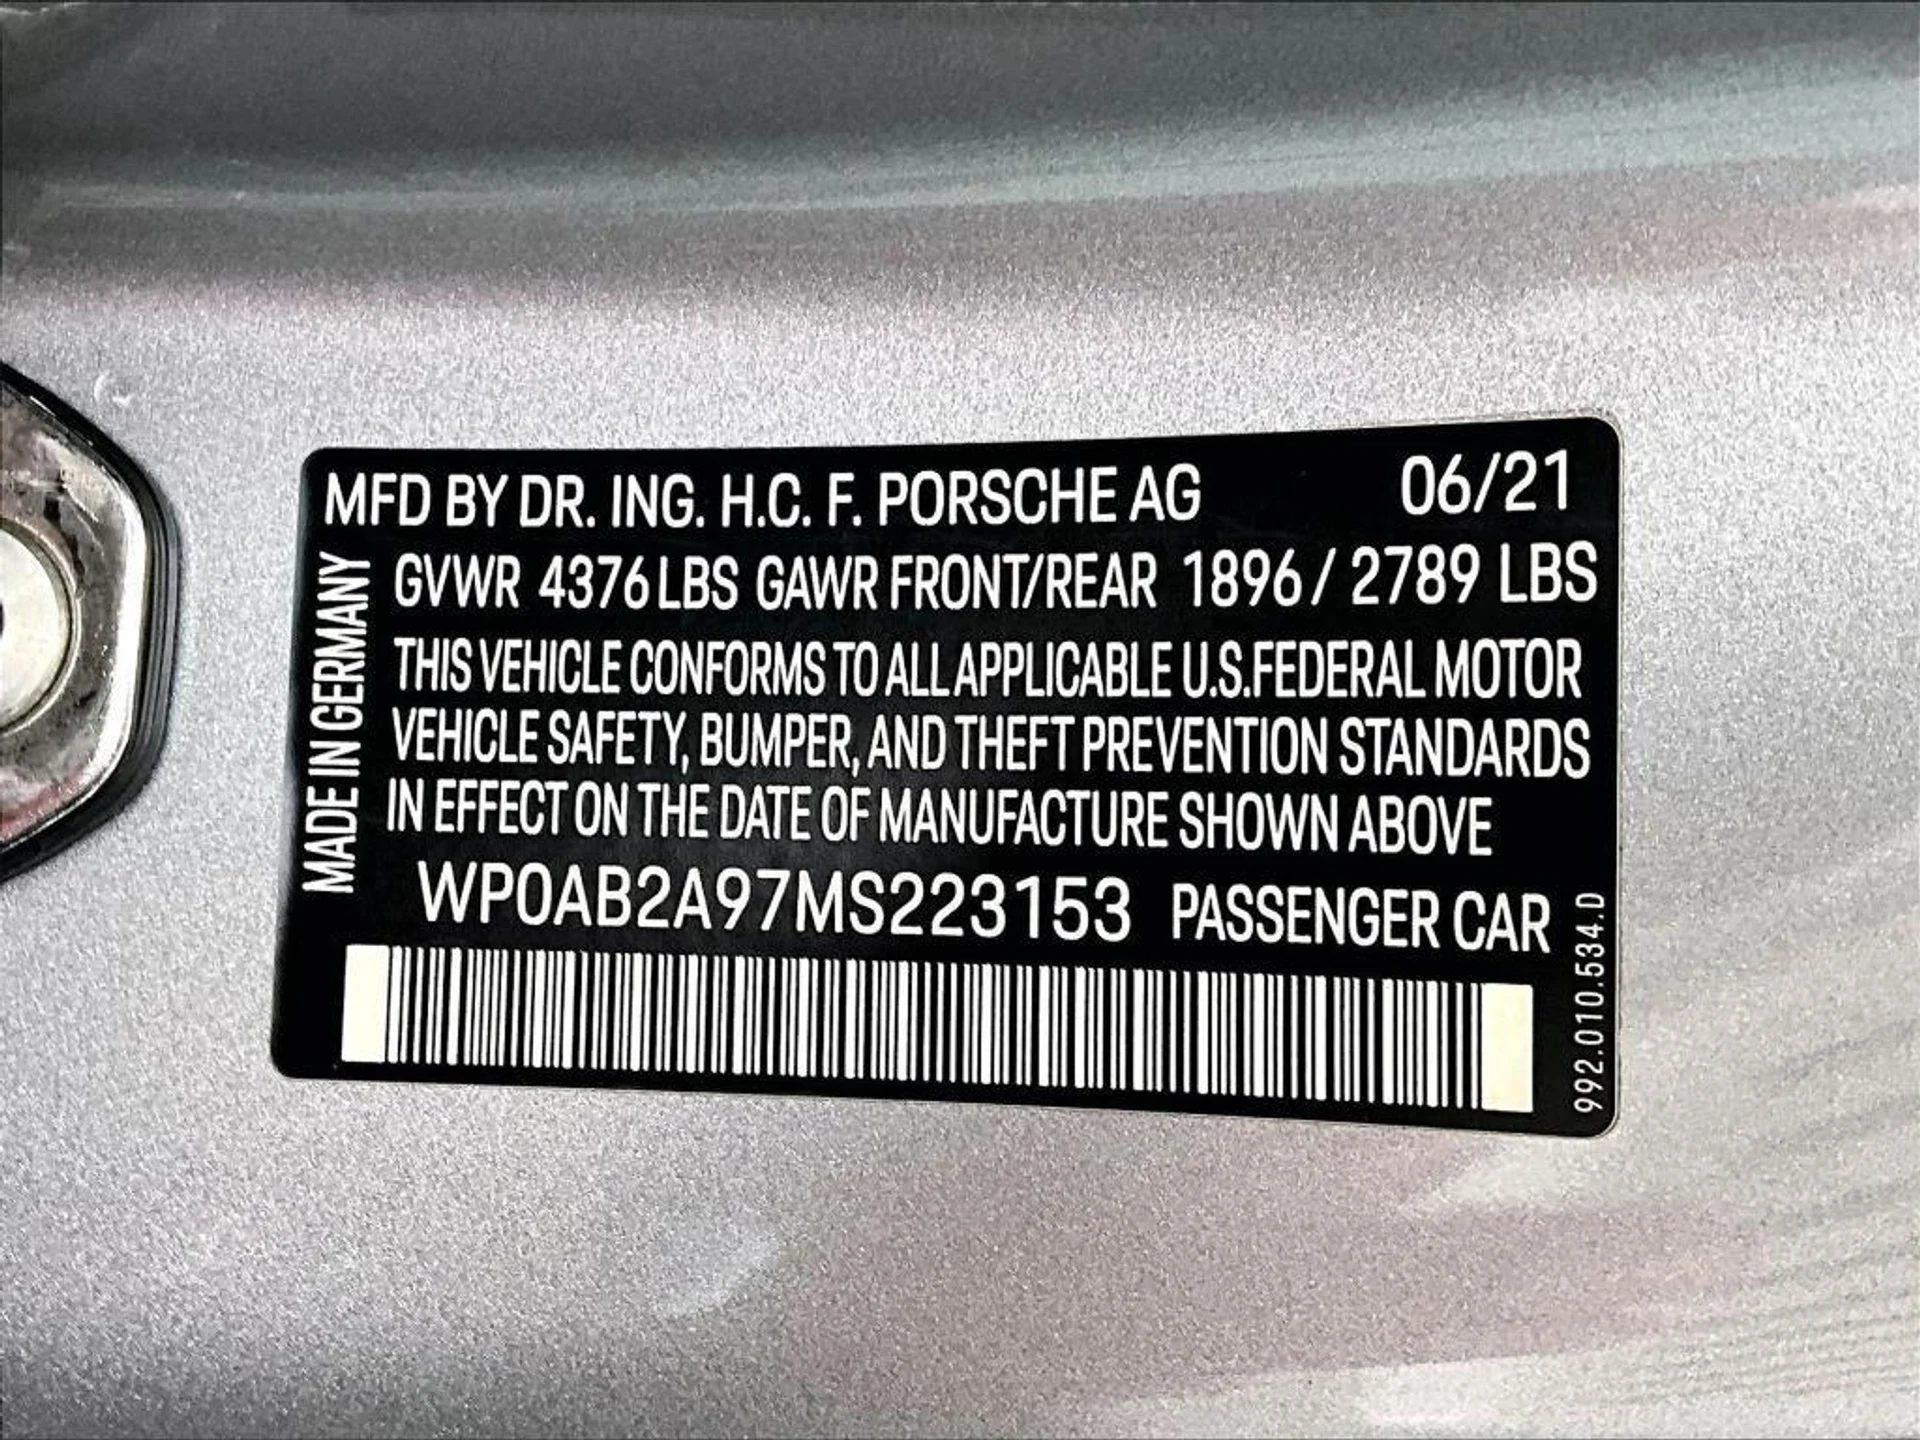 MFD BY DR. ING. H.C. F. PORSCHE AG 06/21
GVWR 4376 LBS GAWR FRONT/REAR 1896 / 2789 LBS
THIS VEHICLE CONFORMS TO ALL APPLICABLE U.S.FEDERAL MOTOR
VEHICLE SAFETY, BUMPER, AND THEFT PREVENTION STANDARDS
IN EFFECT ON THE DATE OF MANUFACTURE SHOWN ABOVE
WP0AB2A97MS223153 PASSENGER CAR
MADE IN GERMANY
992.010.534.D